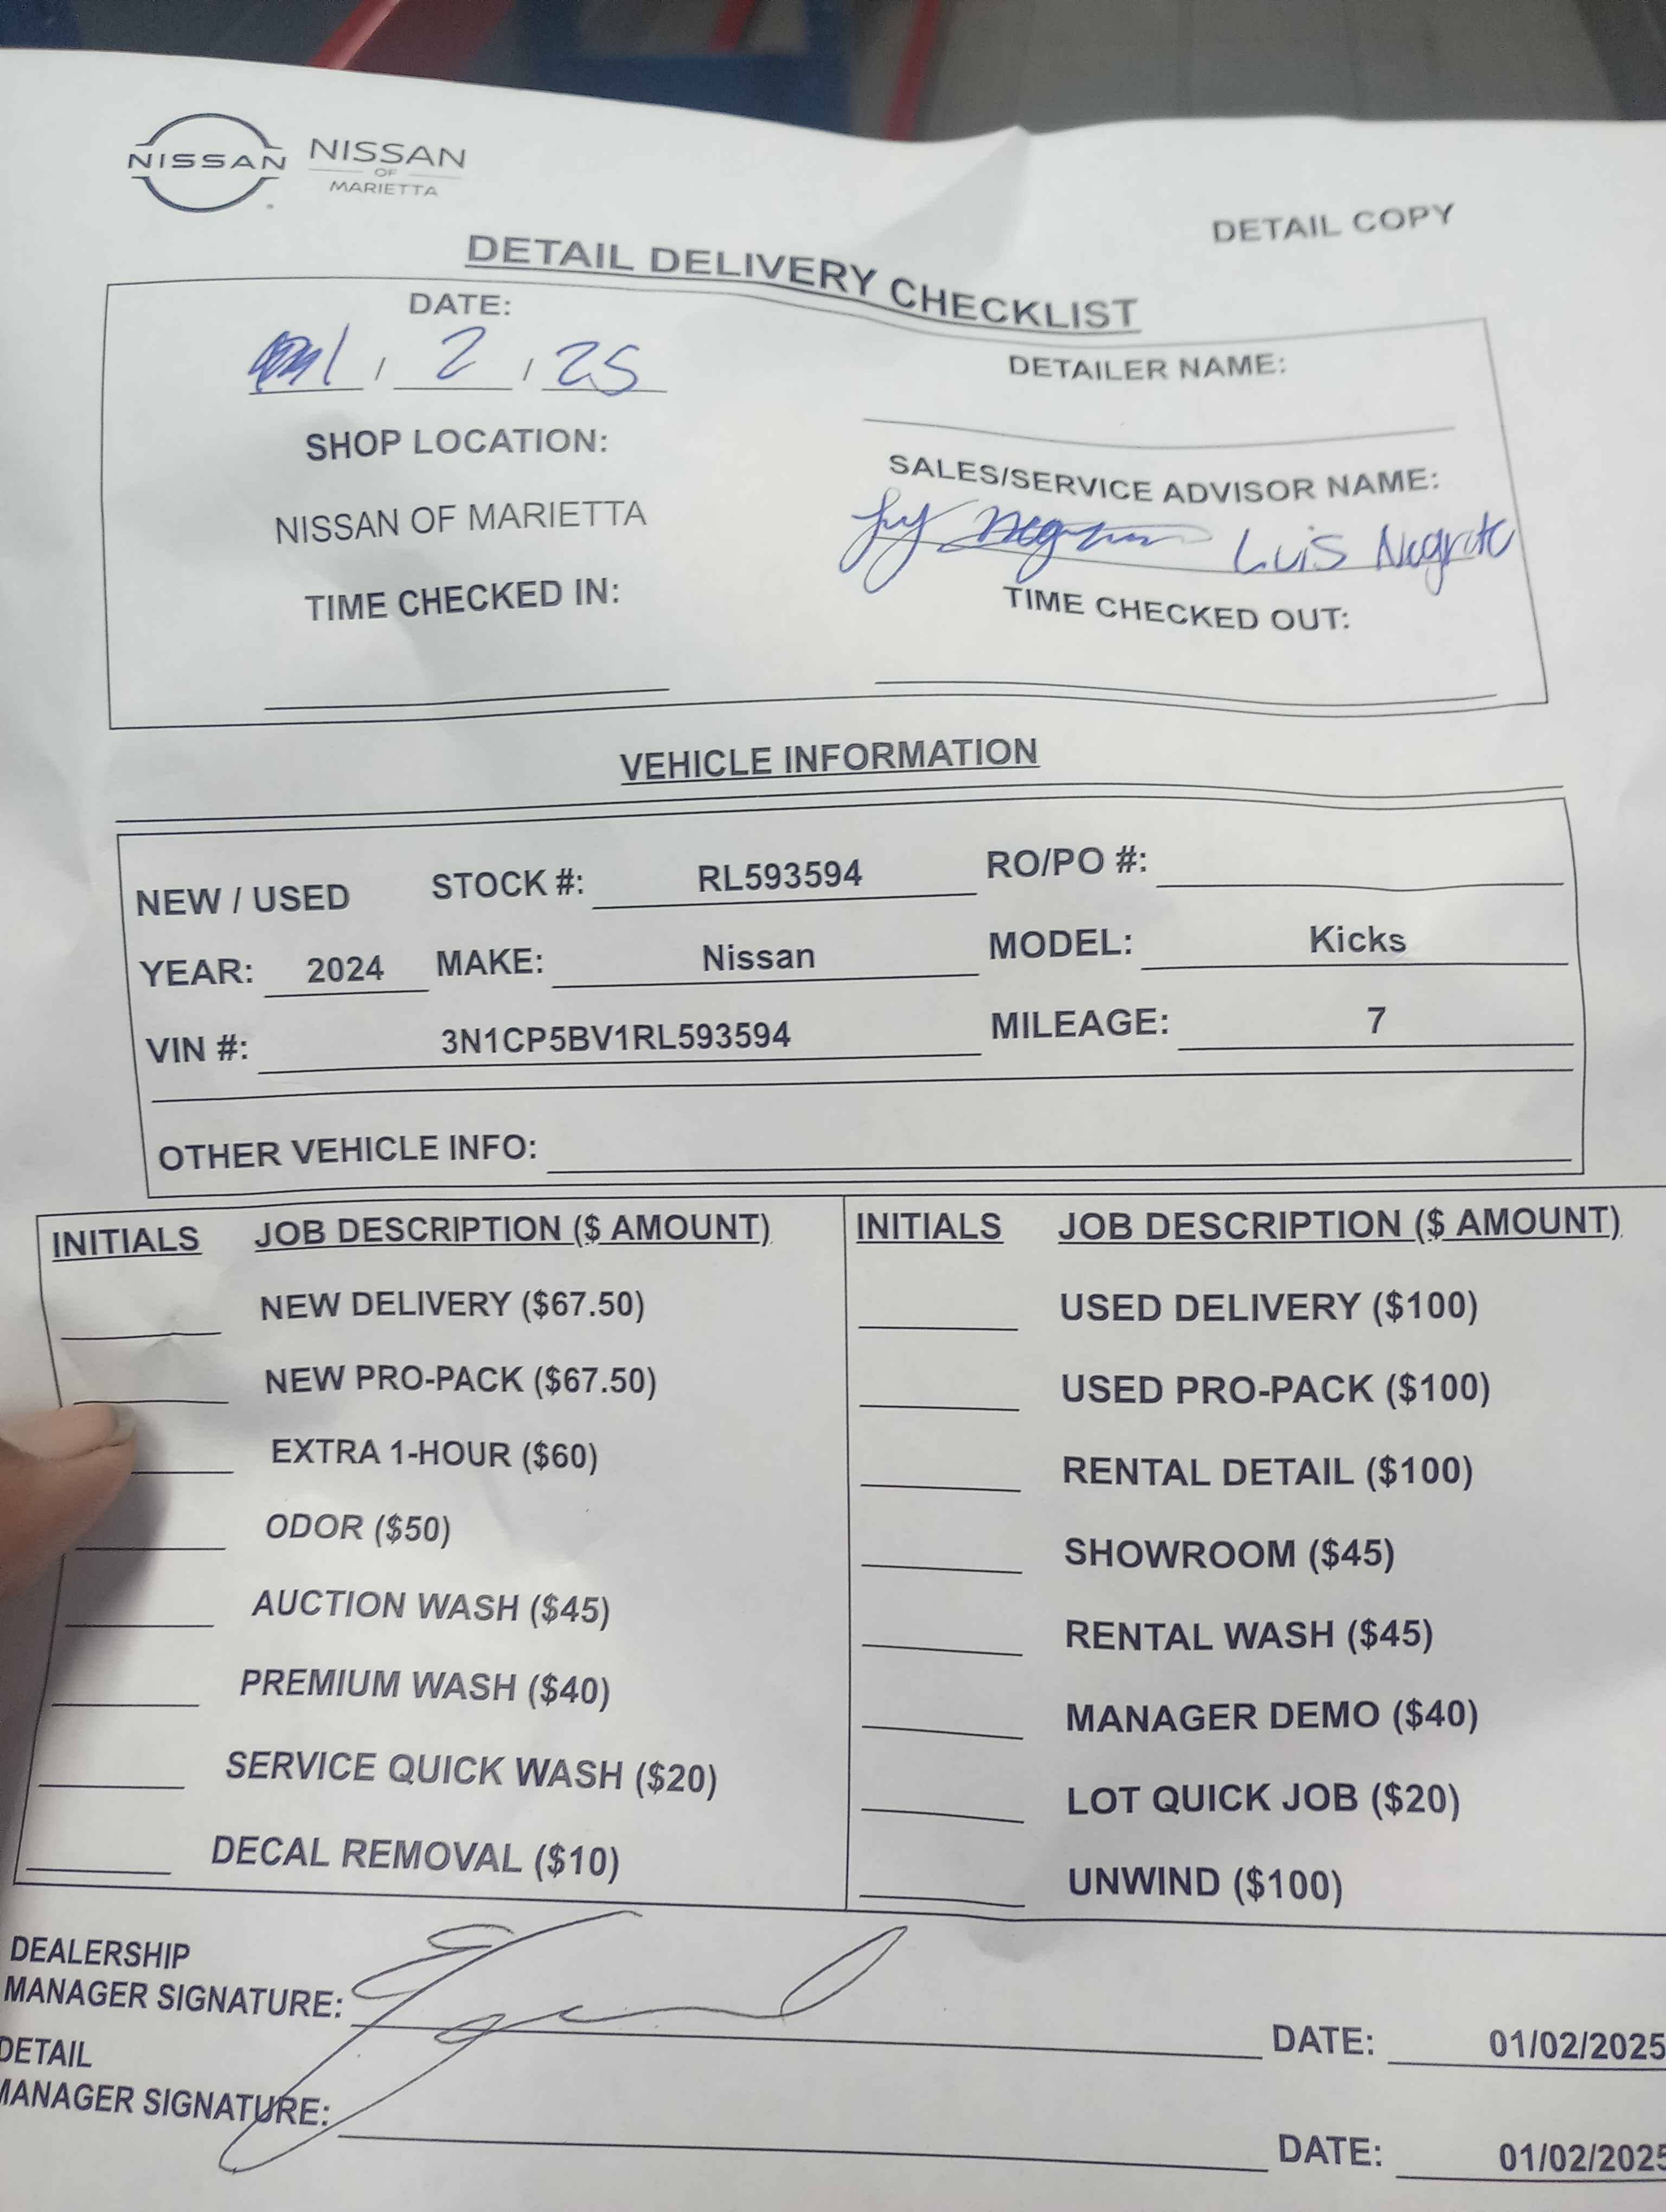 NISSAN NISSAN
OF
MARIETTA
DETAIL COPY
DETAIL DELIVERY CHECKLIST
DATE:
1 / 2 / 25
DETAILER NAME:
SHOP LOCATION:
NISSAN OF MARIETTA
SALES/SERVICE ADVISOR NAME:
Luis Negrete
TIME CHECKED IN:
TIME CHECKED OUT:
VEHICLE INFORMATION
NEW / USED STOCK #: RL593594 RO/PO #:
YEAR: 2024 MAKE: Nissan MODEL: Kicks
VIN #: 3N1CP5BV1RL593594 MILEAGE: 7
OTHER VEHICLE INFO:
INITIALS JOB DESCRIPTION ($ AMOUNT)
NEW DELIVERY ($67.50)
NEW PRO-PACK ($67.50)
EXTRA 1-HOUR ($60)
ODOR ($50)
AUCTION WASH ($45)
PREMIUM WASH ($40)
SERVICE QUICK WASH ($20)
DECAL REMOVAL ($10)
INITIALS JOB DESCRIPTION ($ AMOUNT)
USED DELIVERY ($100)
USED PRO-PACK ($100)
RENTAL DETAIL ($100)
SHOWROOM ($45)
RENTAL WASH ($45)
MANAGER DEMO ($40)
LOT QUICK JOB ($20)
UNWIND ($100)
DEALERSHIP
MANAGER SIGNATURE: DATE: 01/02/2025
DETAIL
MANAGER SIGNATURE: DATE: 01/02/2025